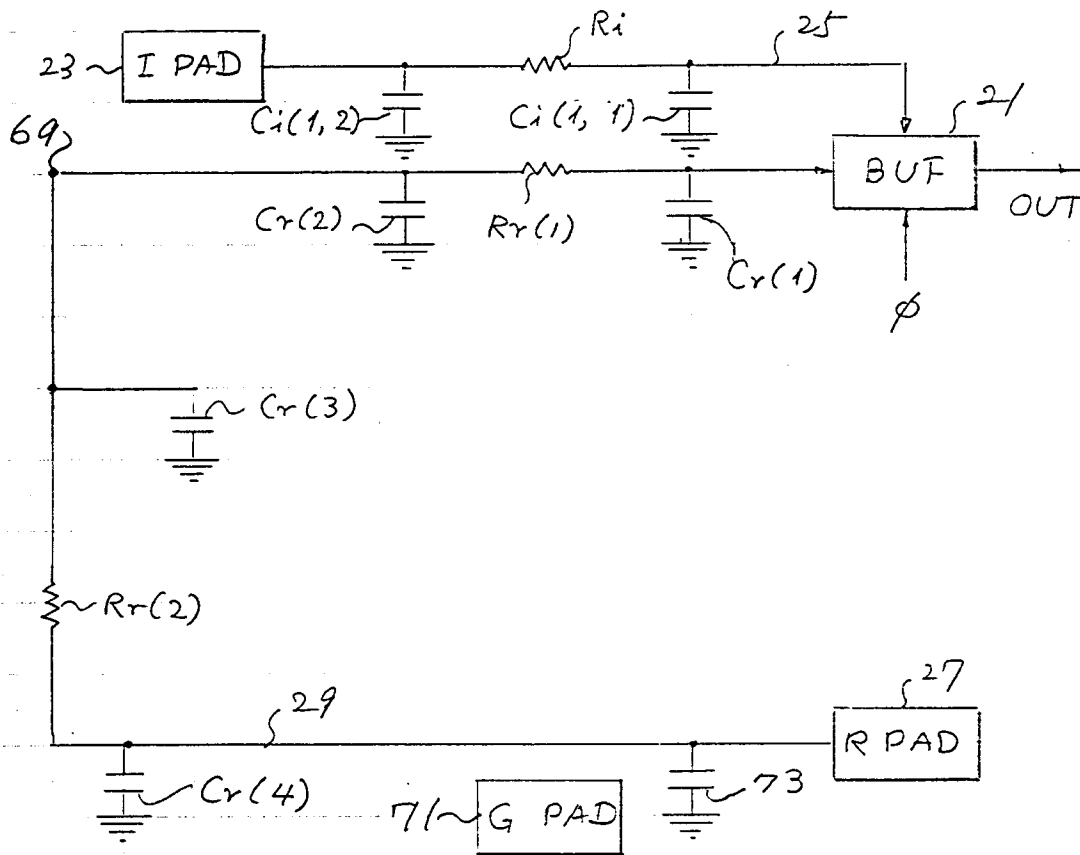 Ri
25
23
I PAD
Ci(1,2)
Ci(1,1)
21
69
BUF
OUT
Cr(2)
Rr(1)
Cr(1)
ø
Cr(3)
Rr(2)
27
29
R PAD
Cr(4)
71
G PAD
73